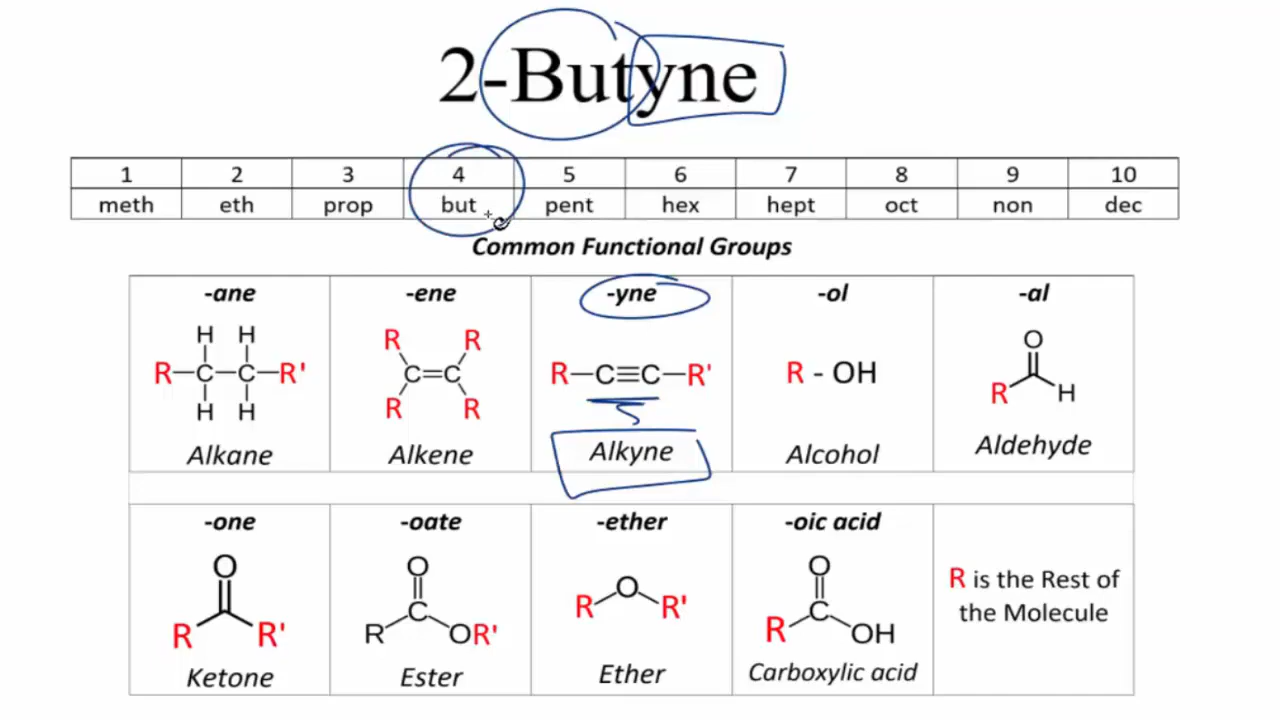 2-Butyne
1 2 3 4 5 6 7 8 9 10
meth eth prop but pent hex hept oct non dec
Common Functional Groups
-ane -ene -yne -ol -al
H H
R R
O
R-C-C-R' C=C R-C≡C-R' R - OH
R H
H H
R R
Alkane Alkene Alkyne Alcohol Aldehyde
-one -oate -ether -oic acid
O O O
R is the Rest of
O
C C
the Molecule
R R' R OR' R R' R OH
Ketone Ester Ether Carboxylic acid